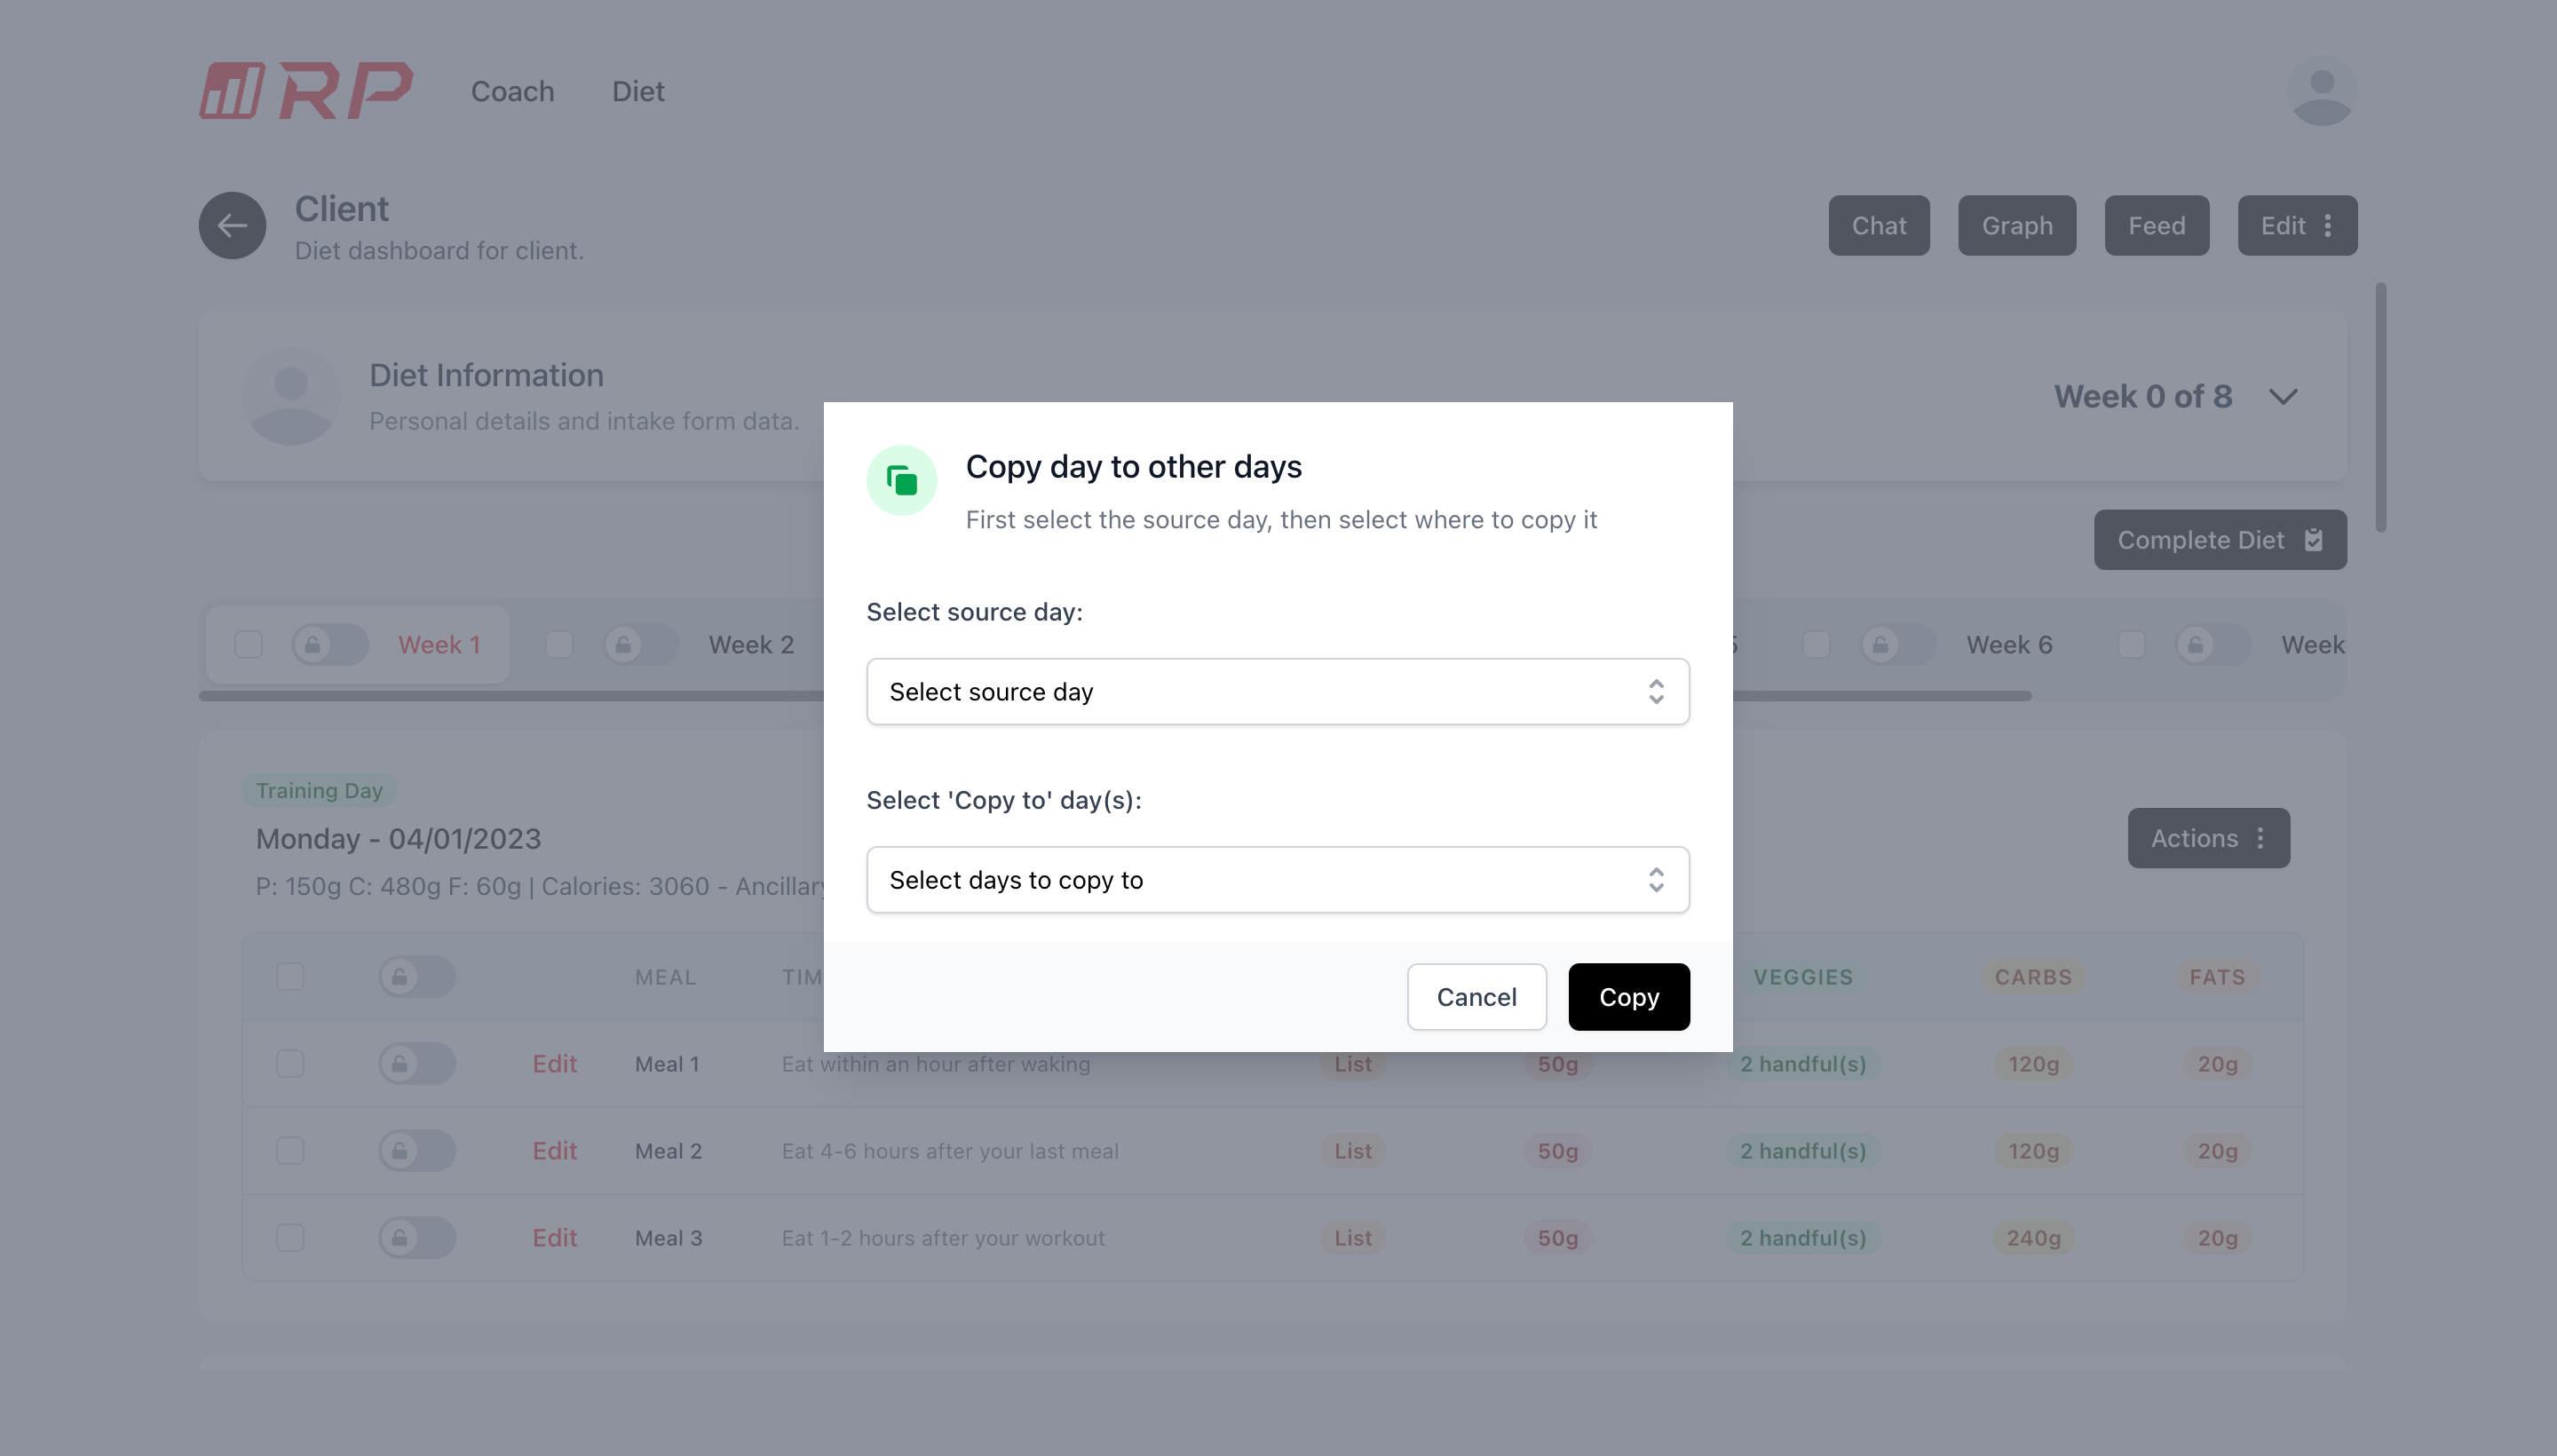 RP
Coach
Diet
Client
Diet dashboard for client.
Chat
Graph
Feed
Edit
Diet Information
Personal details and intake form data.
Week 0 of 8
Complete Diet
Week 1
Week 2
Week 6
Week
Copy day to other days
First select the source day, then select where to copy it
Select source day:
Select source day
Select 'Copy to' day(s):
Select days to copy to
Cancel
Copy
Training Day
Monday - 04/01/2023
P: 150g C: 480g F: 60g | Calories: 3060 - Ancillary
Actions
MEAL TIM VEGGIES CARBS FATS
Edit Meal 1 Eat within an hour after waking List 50g 2 handful(s) 120g 20g
Edit Meal 2 Eat 4-6 hours after your last meal List 50g 2 handful(s) 120g 20g
Edit Meal 3 Eat 1-2 hours after your workout List 50g 2 handful(s) 240g 20g